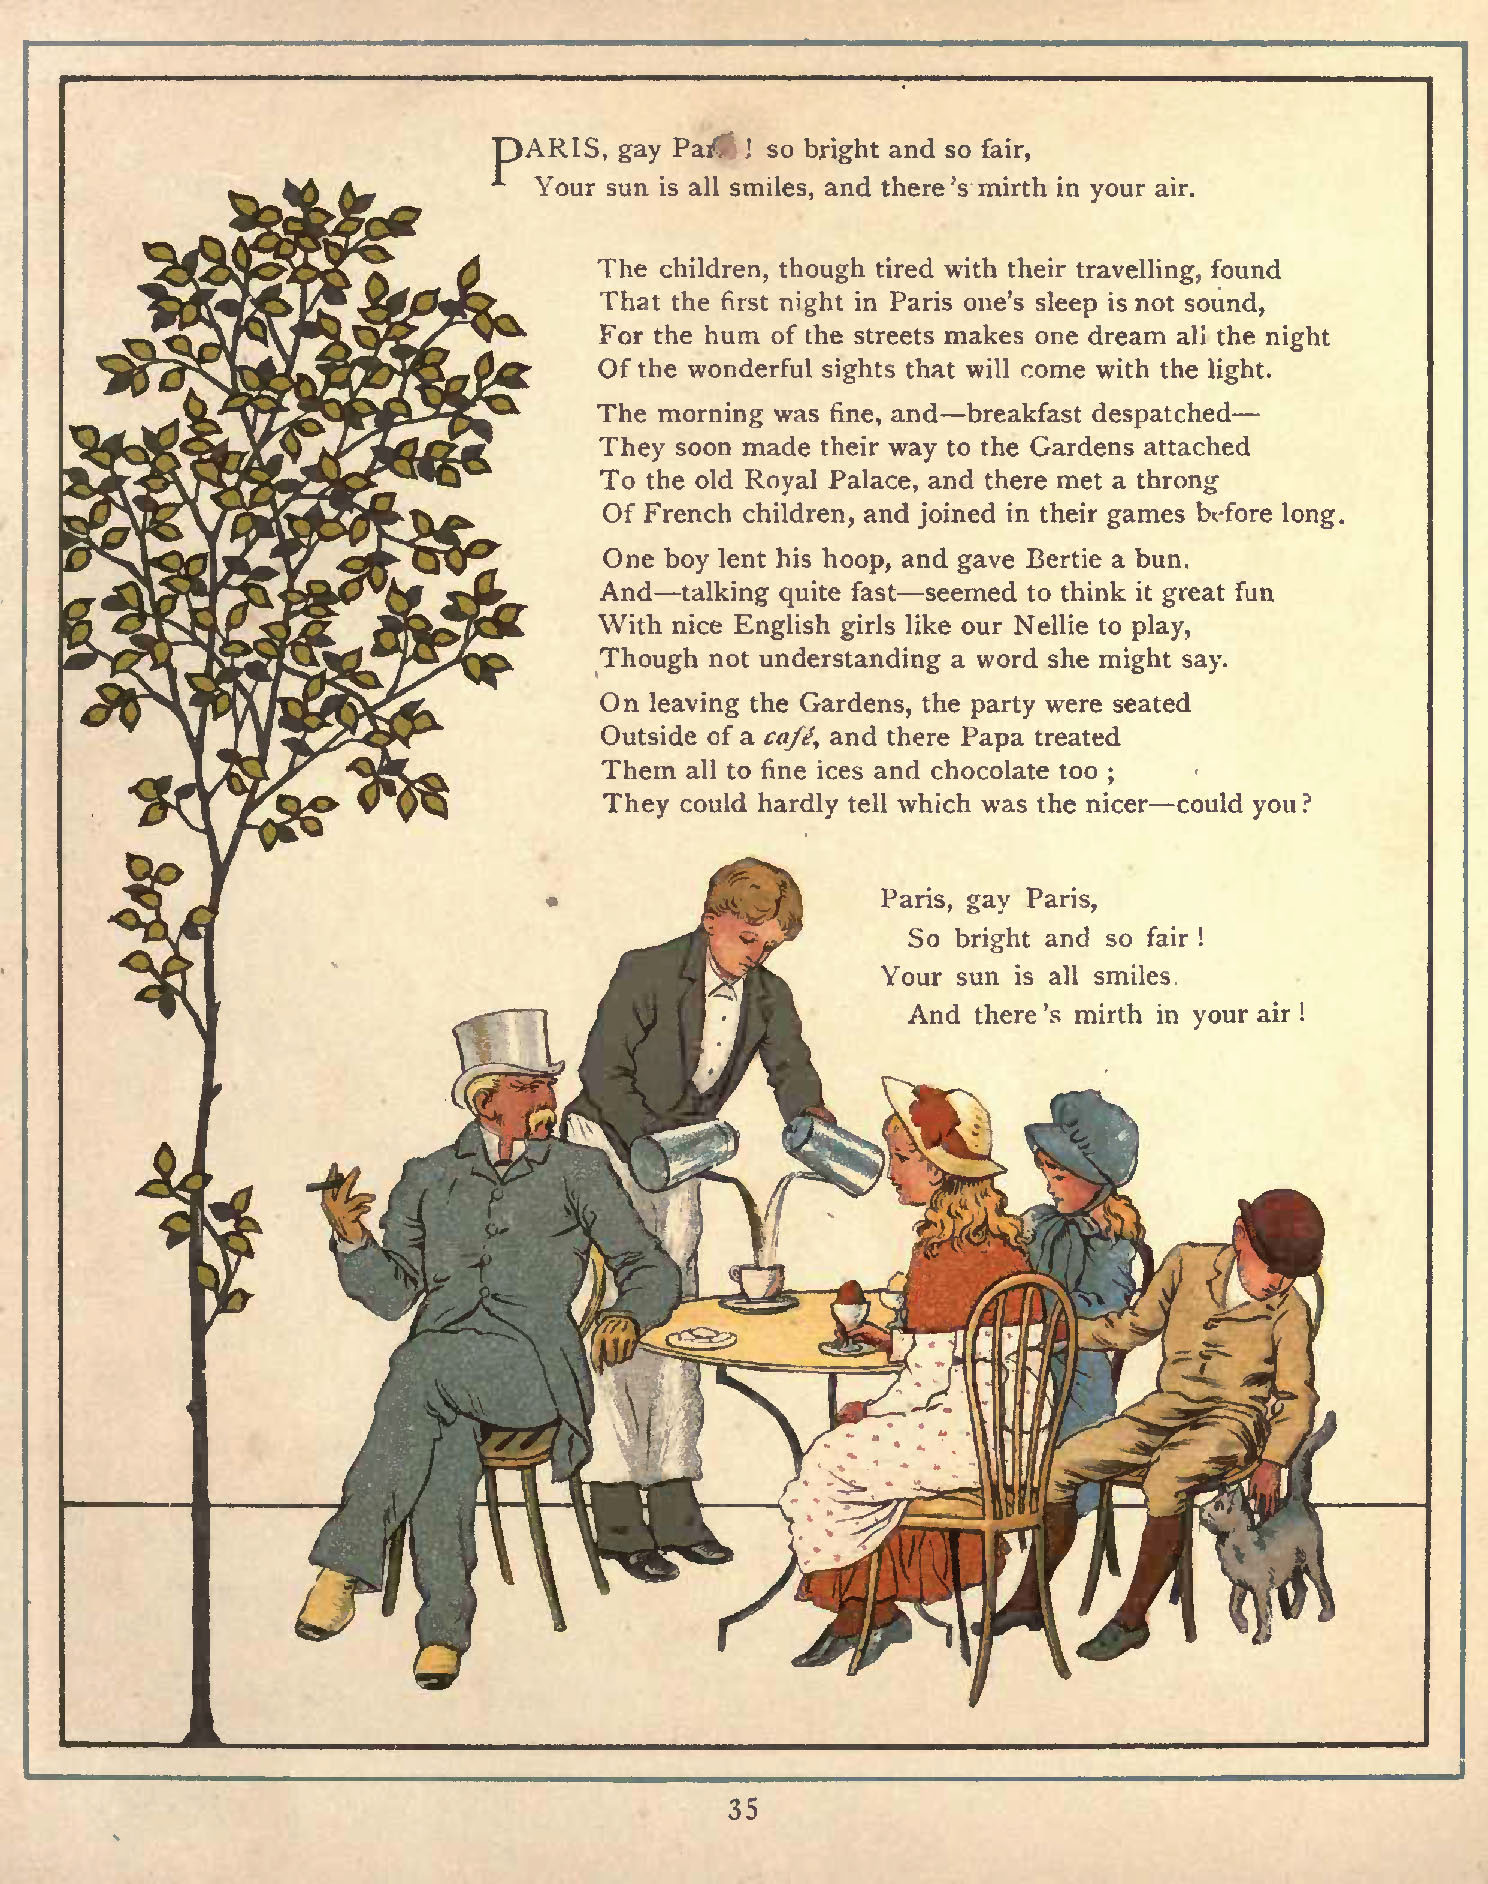 PARIS, gay Paris! so bright and so fair,
Your sun is all smiles, and there's mirth in your air.
The children, though tired with their travelling, found
That the first night in Paris one's sleep is not sound,
For the hum of the streets makes one dream all the night
Of the wonderful sights that will come with the light.
The morning was fine, and—breakfast despatched—
They soon made their way to the Gardens attached
To the old Royal Palace, and there met a throng
Of French children, and joined in their games before long.
One boy lent his hoop, and gave Bertie a bun.
And—talking quite fast—seemed to think it great fun
With nice English girls like our Nellie to play,
Though not understanding a word she might say.
On leaving the Gardens, the party were seated
Outside of a café, and there Papa treated
Them all to fine ices and chocolate too;
They could hardly tell which was the nicer—could you?
Paris, gay Paris,
So bright and so fair!
Your sun is all smiles.
And there's mirth in your air!
35